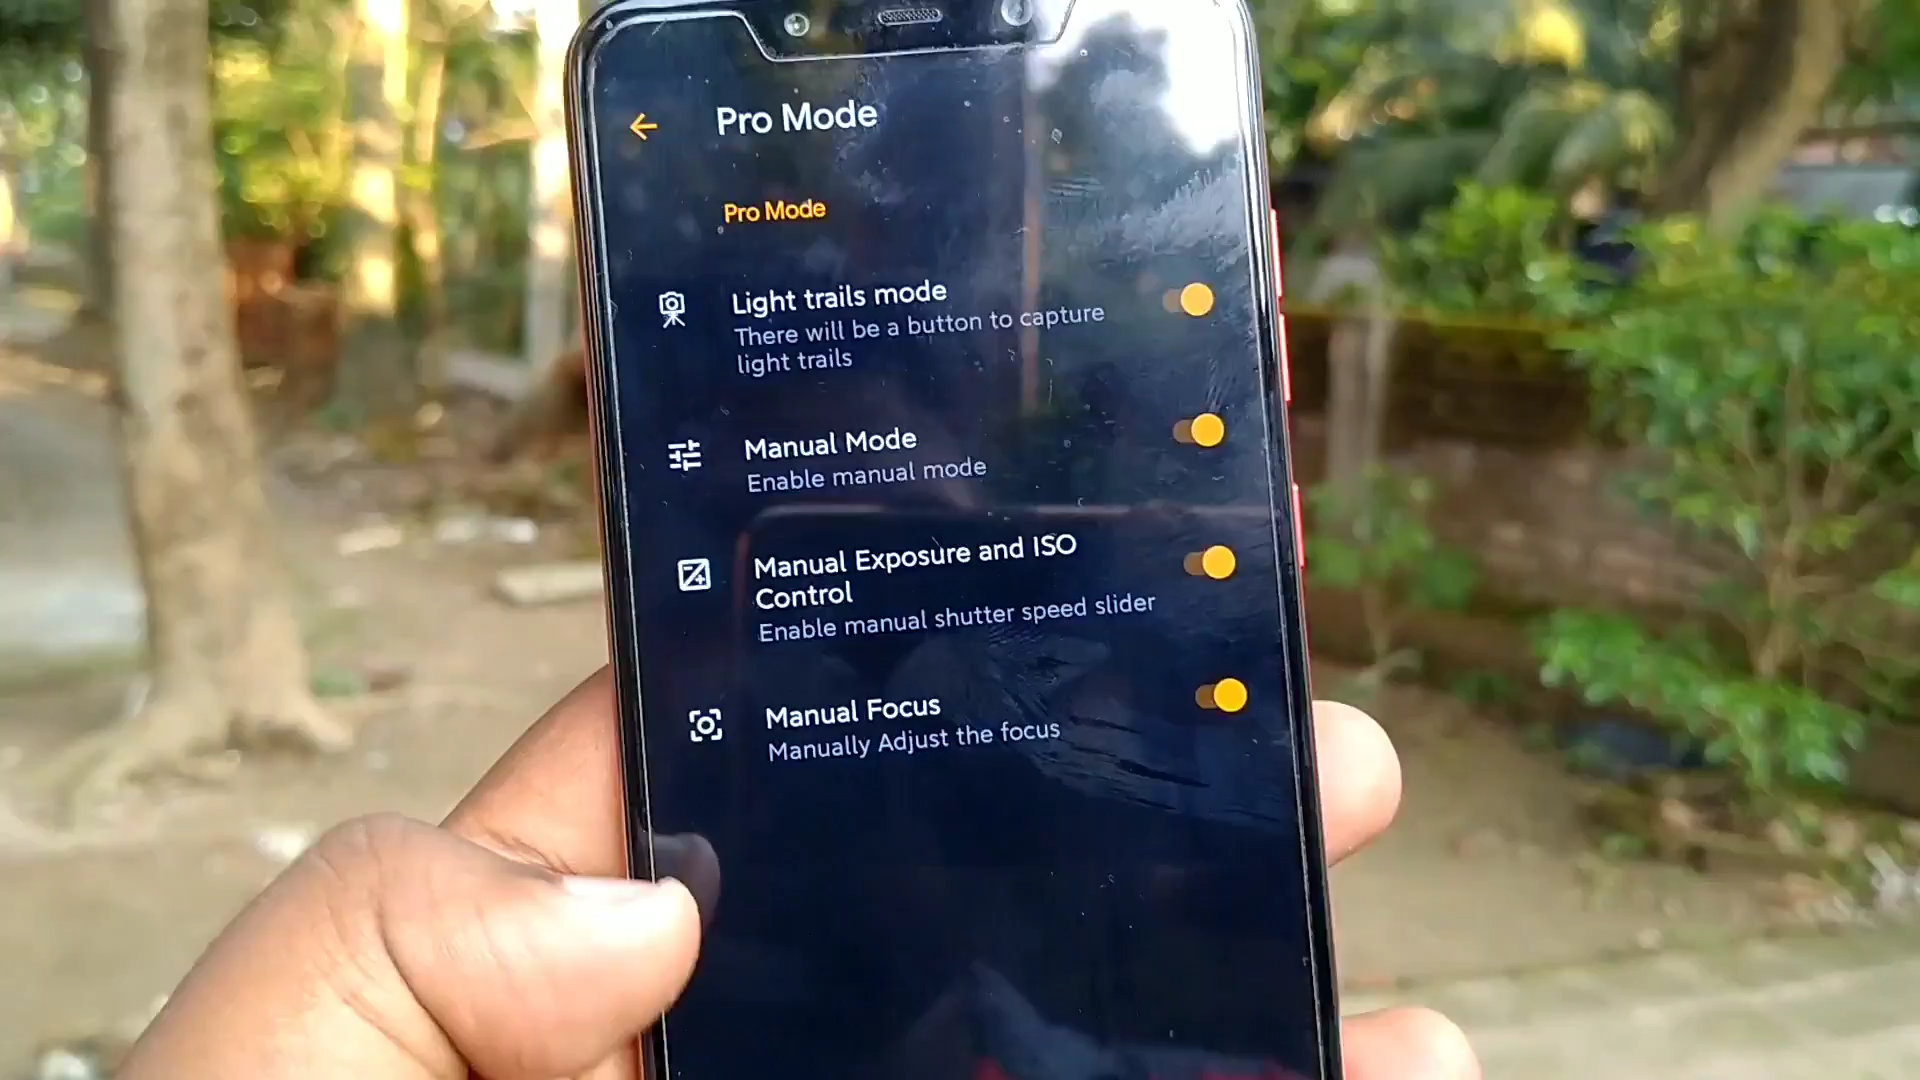 Pro Mode
Pro Mode
Light trails mode
There will be a button to capture
light trails
Manual Mode
Enable manual mode
Manual Exposure and ISO
Control
Enable manual shutter speed slider
Manual Focus
Manually Adjust the focus